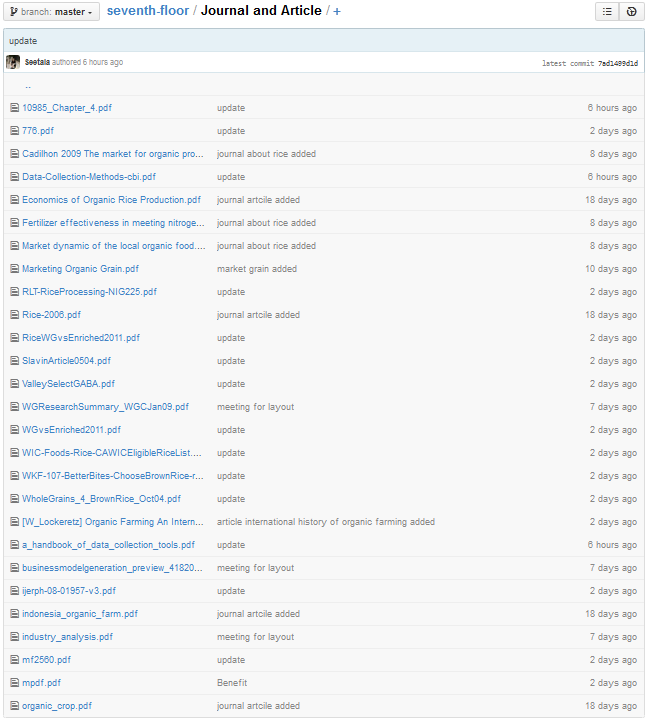 branch: master
seventh-floor / Journal and Article / +
update
Seetala authored 6 hours ago latest commit 7ad1499d1d
..
10985_Chapter_4.pdf update 6 hours ago
776.pdf update 2 days ago
Cadilhon 2009 The market for organic pro... journal about rice added 8 days ago
Data-Collection-Methods-cbi.pdf update 6 hours ago
Economics of Organic Rice Production.pdf journal artcile added 18 days ago
Fertilizer effectiveness in meeting nitroge... journal about rice added 8 days ago
Market dynamic of the local organic food.... journal about rice added 8 days ago
Marketing Organic Grain.pdf market grain added 10 days ago
RLT-RiceProcessing-NIG225.pdf update 2 days ago
Rice-2006.pdf journal artcile added 18 days ago
RiceWGvsEnriched2011.pdf update 2 days ago
SlavinArticle0504.pdf update 2 days ago
ValleySelectGABA.pdf update 2 days ago
WGResearchSummary_WGCJan09.pdf meeting for layout 7 days ago
WGvsEnriched2011.pdf update 2 days ago
WIC-Foods-Rice-CAWICEligibleRiceList.... update 2 days ago
WKF-107-BetterBites-ChooseBrownRice-r... update 2 days ago
WholeGrains_4_BrownRice_Oct04.pdf update 2 days ago
[W_Lockeretz] Organic Farming An Intern... article international history of organic farming added 2 days ago
a_handbook_of_data_collection_tools.pdf update 6 hours ago
businessmodelgeneration_preview_41820... meeting for layout 7 days ago
ijerph-08-01957-v3.pdf update 2 days ago
indonesia_organic_farm.pdf journal artcile added 18 days ago
industry_analysis.pdf meeting for layout 7 days ago
mf2560.pdf update 2 days ago
mpdf.pdf Benefit 2 days ago
organic_crop.pdf journal artcile added 18 days ago